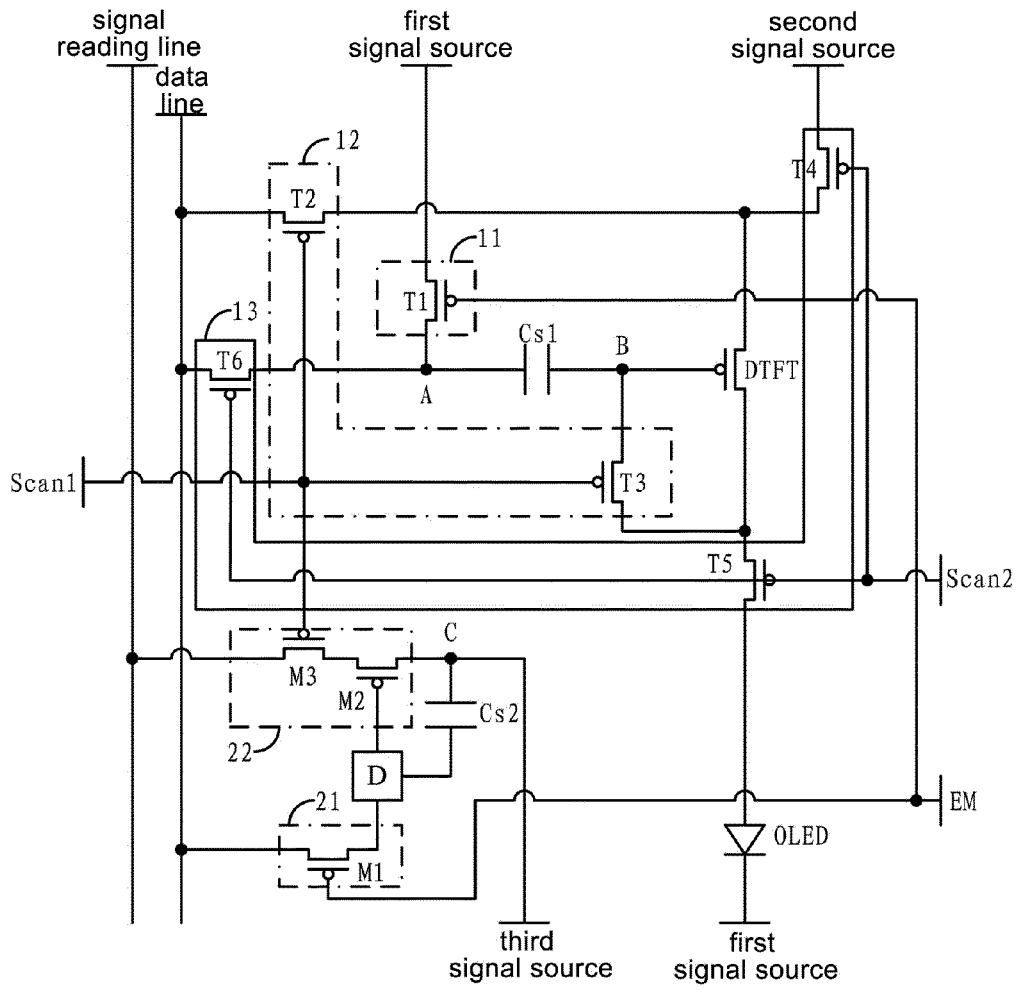 signal
reading line
data
line
first
signal source
second
signal source
12
T2
T4
11
T1
13
T6
Cs1
B
A
DTFT
Scan1
T3
T5
Scan2
C
M3
M2
Cs2
22
D
21
M1
EM
OLED
third
signal source
first
signal source